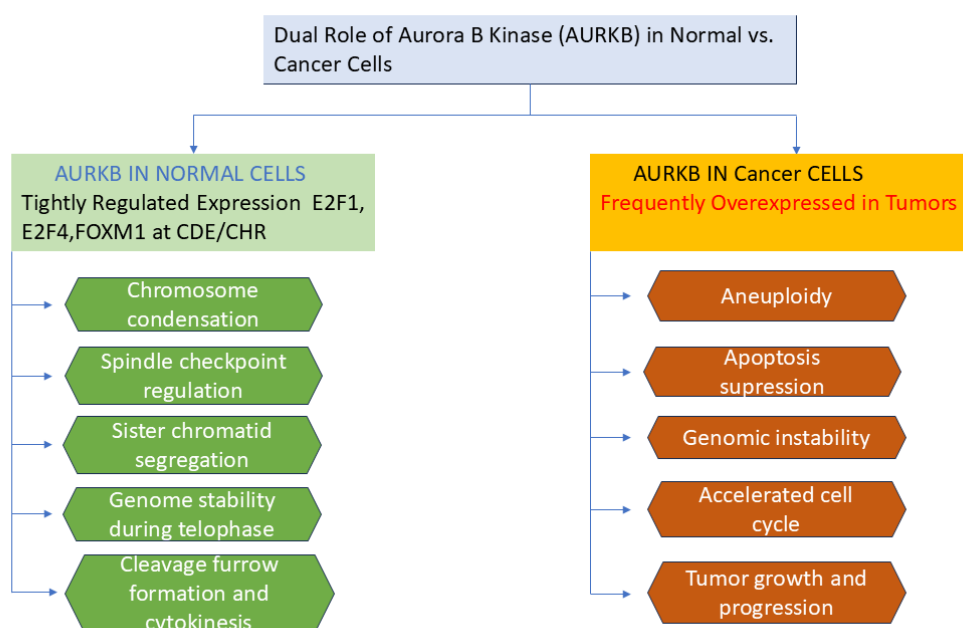 Dual Role of Aurora B Kinase (AURKB) in Normal vs.
Cancer Cells
AURKB IN NORMAL CELLS
Tightly Regulated Expression E2F1,
E2F4,FOXM1 at CDE/CHR
Chromosome
condensation
Spindle checkpoint
regulation
Sister chromatid
segregation
Genome stability
during telophase
Cleavage furrow
formation and
cytokinesis
AURKB IN Cancer CELLS
Frequently Overexpressed in Tumors
Aneuploidy
Apoptosis
supression
Genomic instability
Accelerated cell
cycle
Tumor growth and
progression